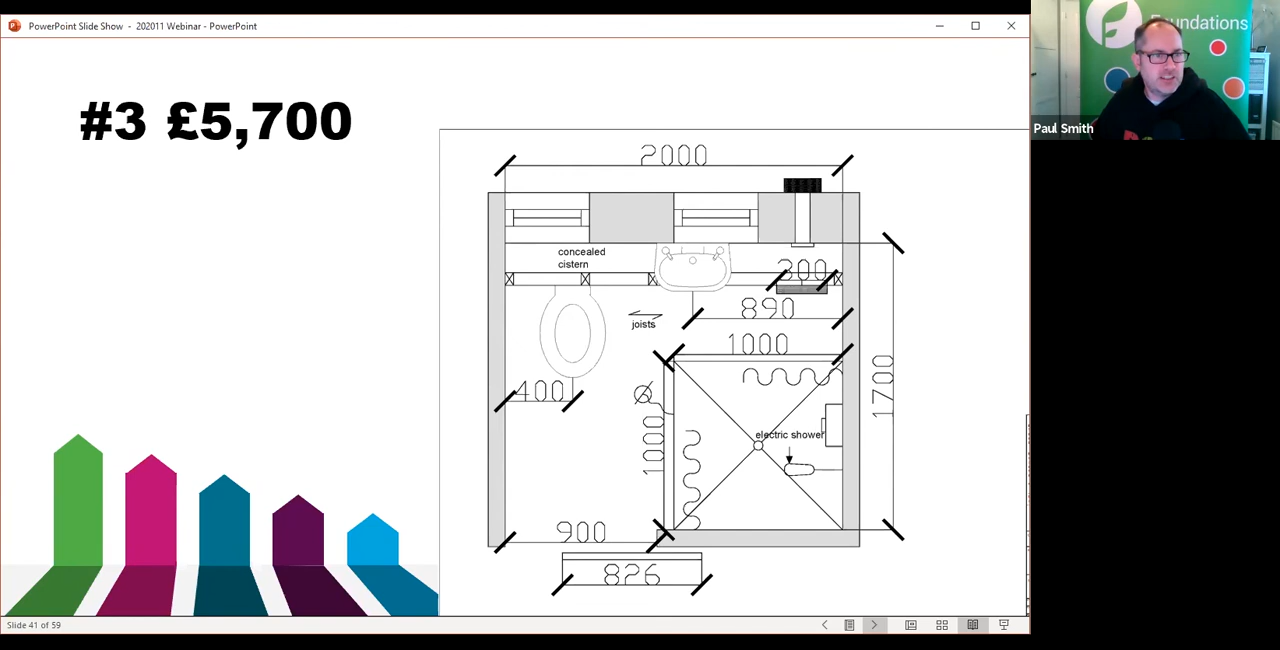 PowerPoint Slide Show - 202011 Webinar - PowerPoint
Foundations
Paul Smith
#3 £5,700
2000
concealed
cistern
300
890
joists
1000
400
1700
1000
electric shower
900
826
Slide 41 of 59